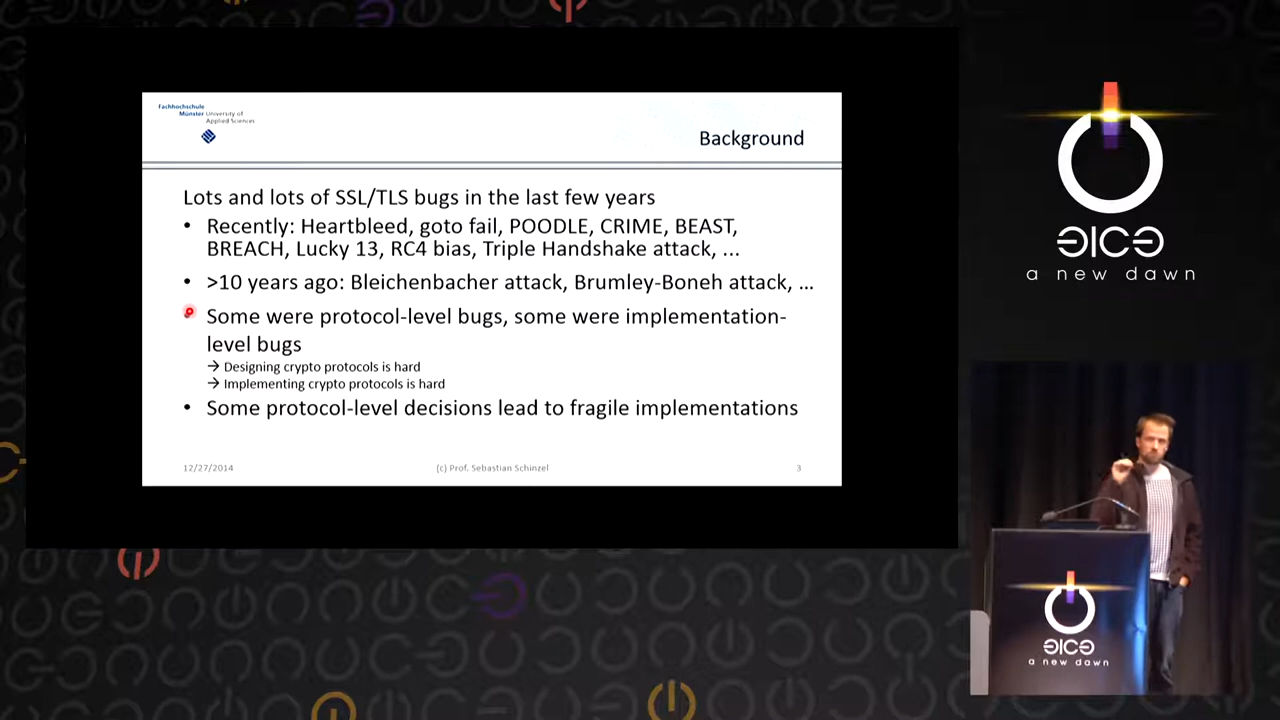 Fachhochschule
Münster University of
Applied Sciences
Background
Lots and lots of SSL/TLS bugs in the last few years
• Recently: Heartbleed, goto fail, POODLE, CRIME, BEAST,
BREACH, Lucky 13, RC4 bias, Triple Handshake attack, ...
• >10 years ago: Bleichenbacher attack, Brumley-Boneh attack, ...
Some were protocol-level bugs, some were implementation-
level bugs
→ Designing crypto protocols is hard
→ Implementing crypto protocols is hard
• Some protocol-level decisions lead to fragile implementations
12/27/2014
(c) Prof. Sebastian Schinzel
3
a new dawn
a new dawn